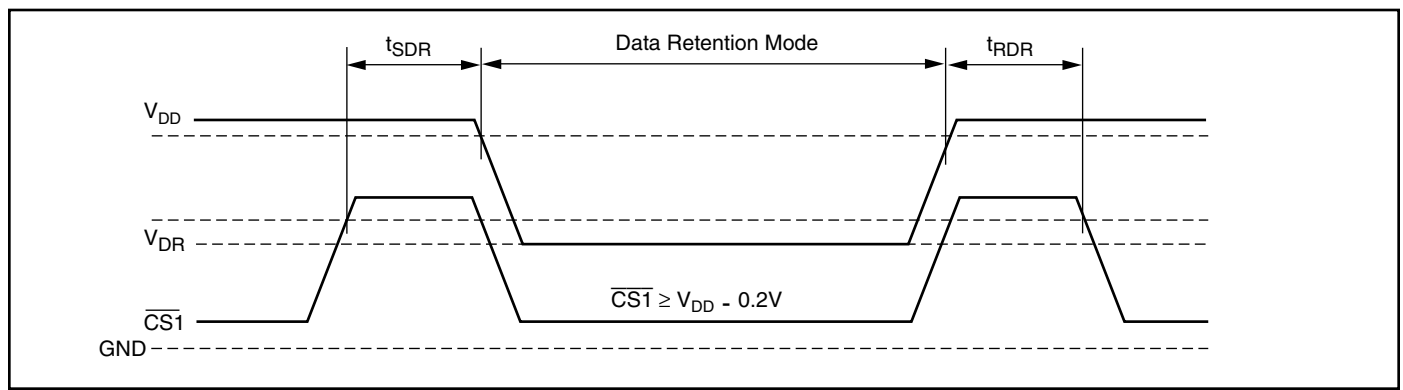 tSDR
Data Retention Mode
tRDR
VDD
VDR
CS1 ≥ VDD - 0.2V
CS1
GND